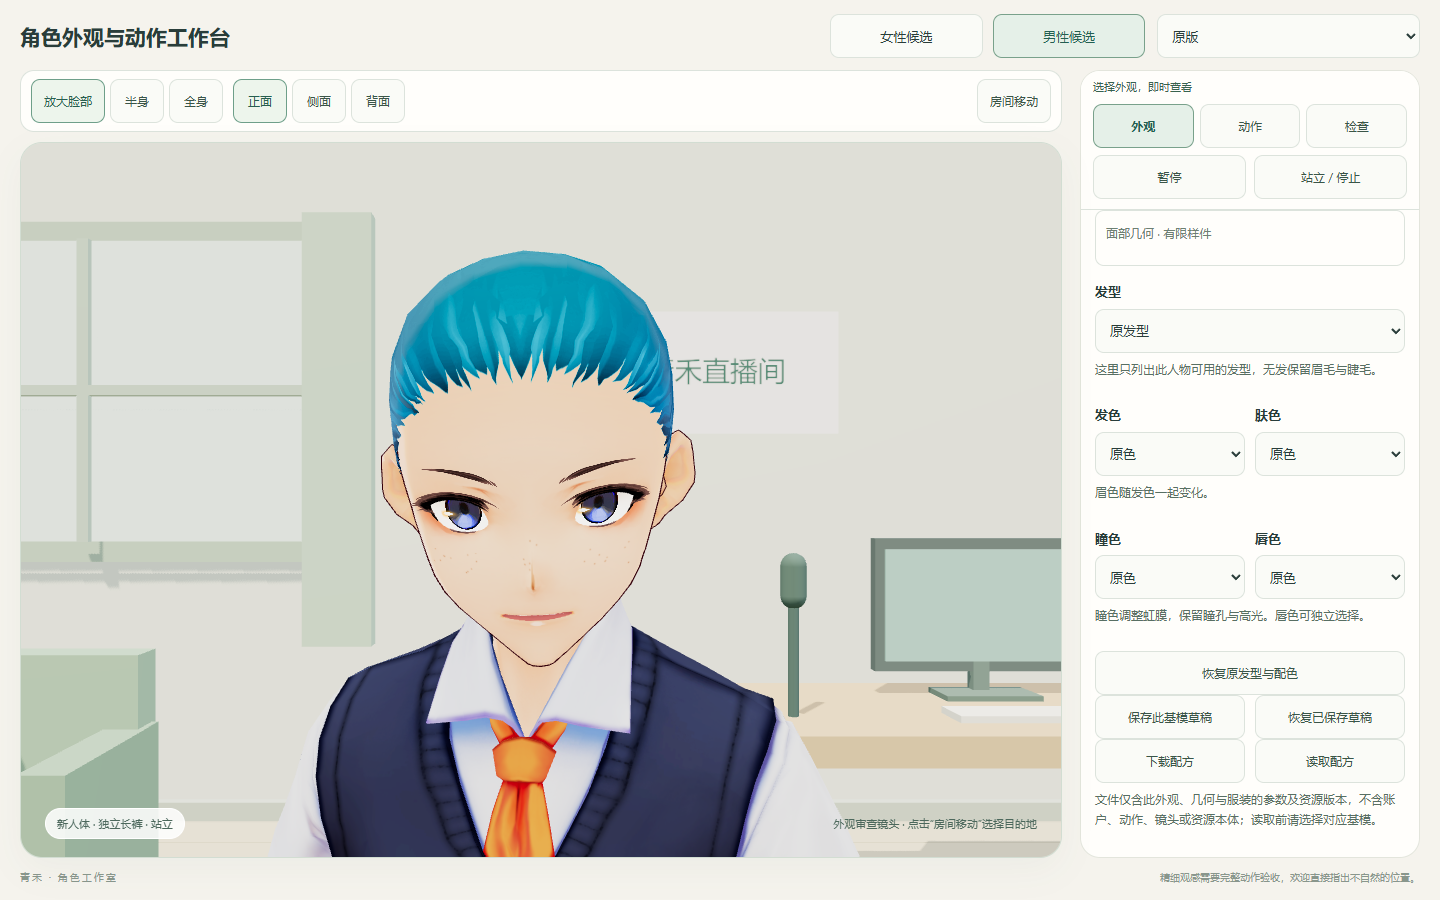 角色外观与动作工作台
女性候选
男性候选
原版
放大脸部
半身
全身
正面
侧面
背面
房间移动
选择外观，即时查看
外观
动作
检查
暂停
站立 / 停止
面部几何 · 有限样件
发型
原发型
这里只列出此人物可用的发型，无发保留眉毛与睫毛。
发色
肤色
原色
原色
眉色随发色一起变化。
瞳色
唇色
原色
原色
瞳色调整虹膜，保留瞳孔与高光。唇色可独立选择。
恢复原发型与配色
保存此基模草稿
恢复已保存草稿
下载配方
读取配方
文件仅含此外观、几何与服装的参数及资源版本，不含账
户、动作、镜头或资源本体；读取前请选择对应基模。
禾直播间
新人体 · 独立长裤 · 站立
外观审查镜头 · 点击“房间移动”选择目的地
青禾 · 角色工作室
精细观感需要完整动作验收，欢迎直接指出不自然的位置。